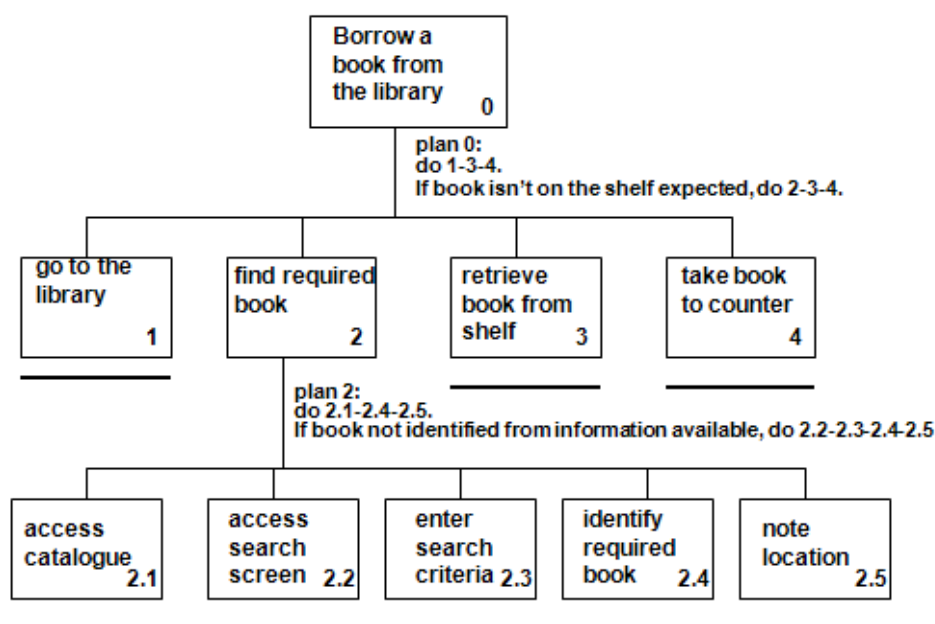 Borrow a
book from
the library
0
plan 0:
do 1-3-4.
If book isn't on the shelf expected, do 2-3-4.
go to the
library
1
find required
book
2
retrieve
book from
shelf
3
take book
to counter
4
plan 2:
do 2.1-2.4-2.5.
If book not identified from information available, do 2.2-2.3-2.4-2.5
access
catalogue
2.1
access
search
screen
2.2
enter
search
criteria
2.3
identify
required
book
2.4
note
location
2.5